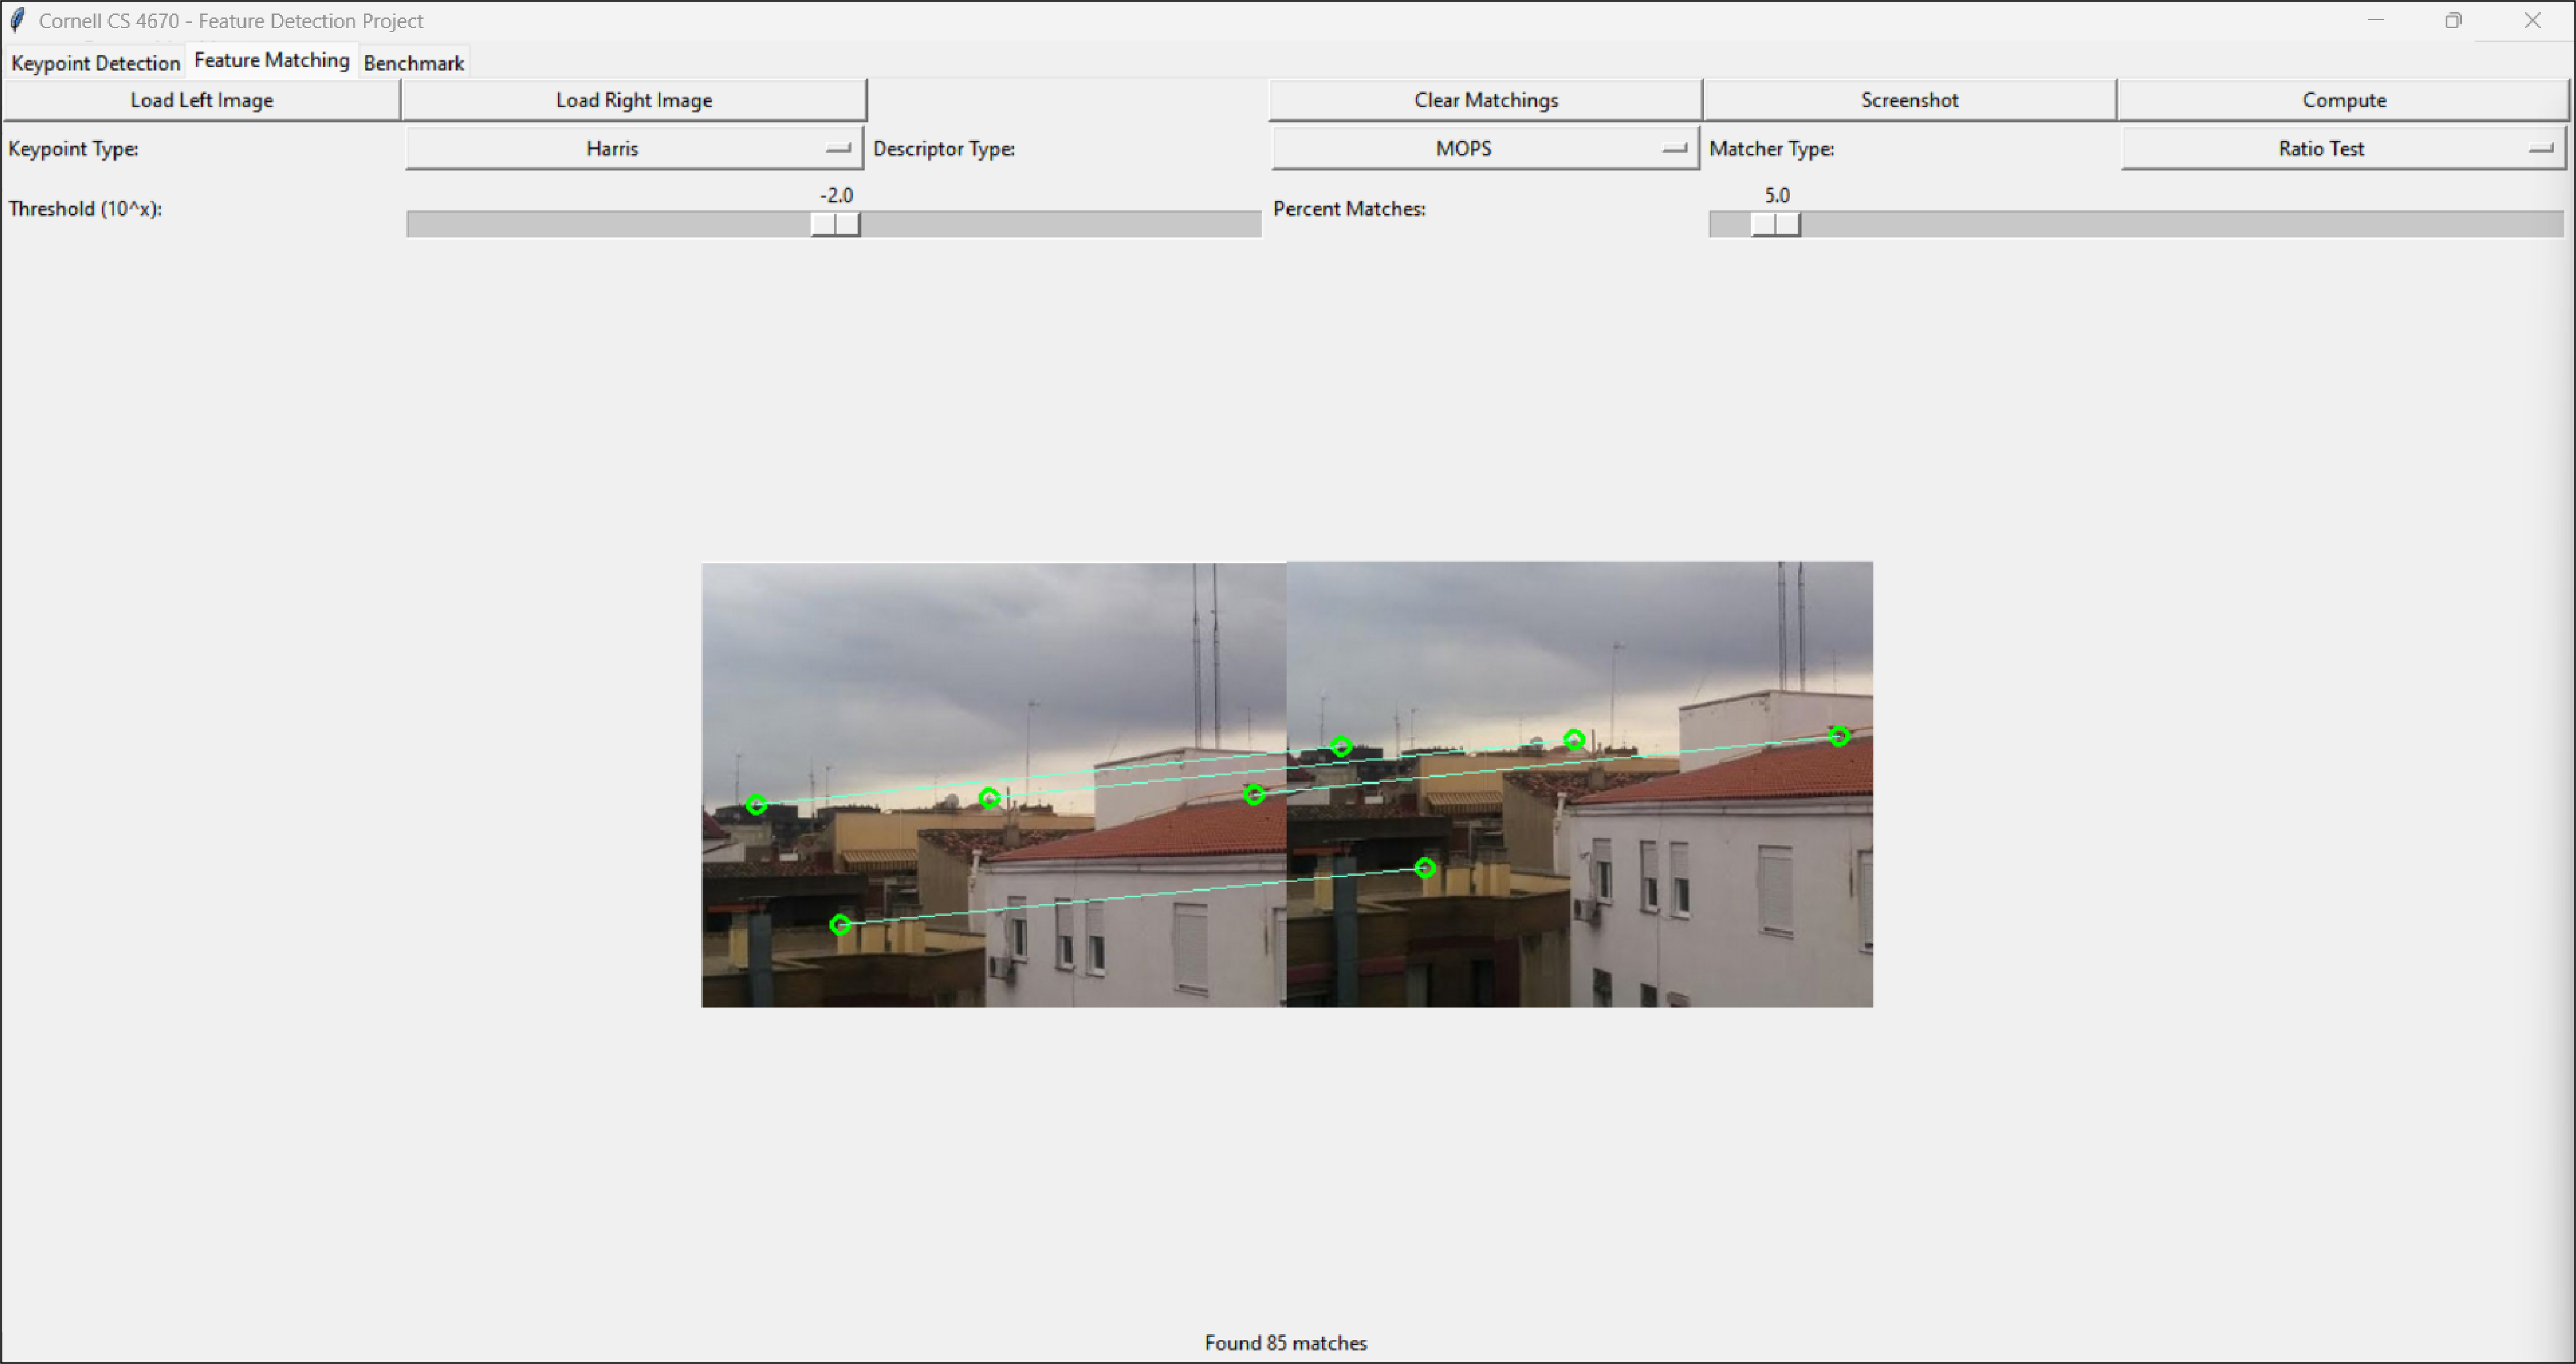 Cornell CS 4670 - Feature Detection Project
Keypoint Detection Feature Matching Benchmark
Load Left Image Load Right Image Clear Matchings Screenshot Compute
Keypoint Type: Harris Descriptor Type: MOPS Matcher Type: Ratio Test
-2.0 5.0
Threshold (10^x): Percent Matches:
Found 85 matches